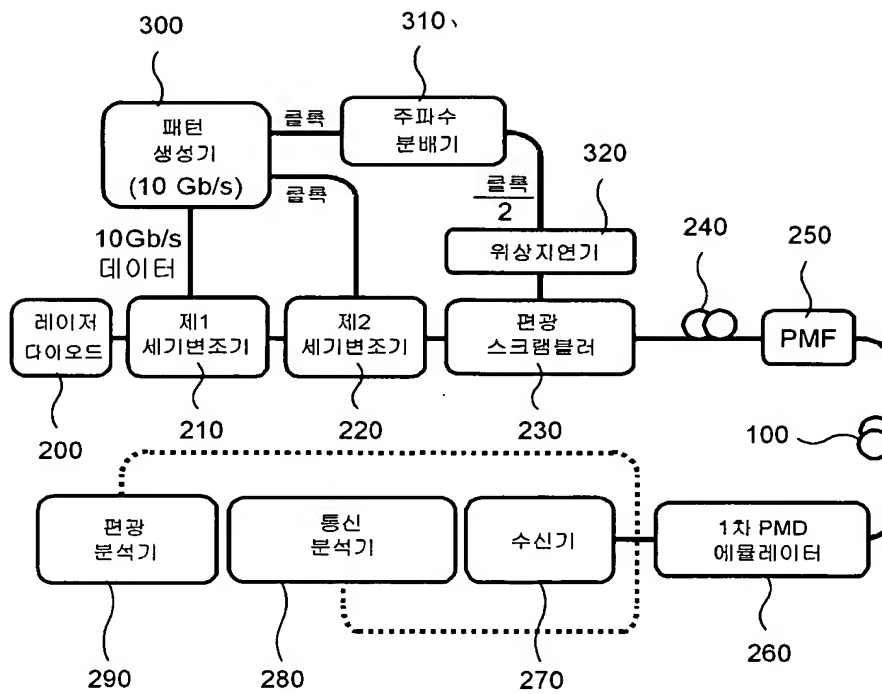 300
310
패턴
생성기
(10 Gb/s)
클록
주파수
분배기
클록
클록
2
320
위상지연기
10Gb/s
데이터
240
250
레이저
다이오드
제1
세기변조기
제2
세기변조기
편광
스크램블러
PMF
200
210
220
230
100
편광
분석기
통신
분석기
수신기
1차 PMD
에뮬레이터
290
280
270
260